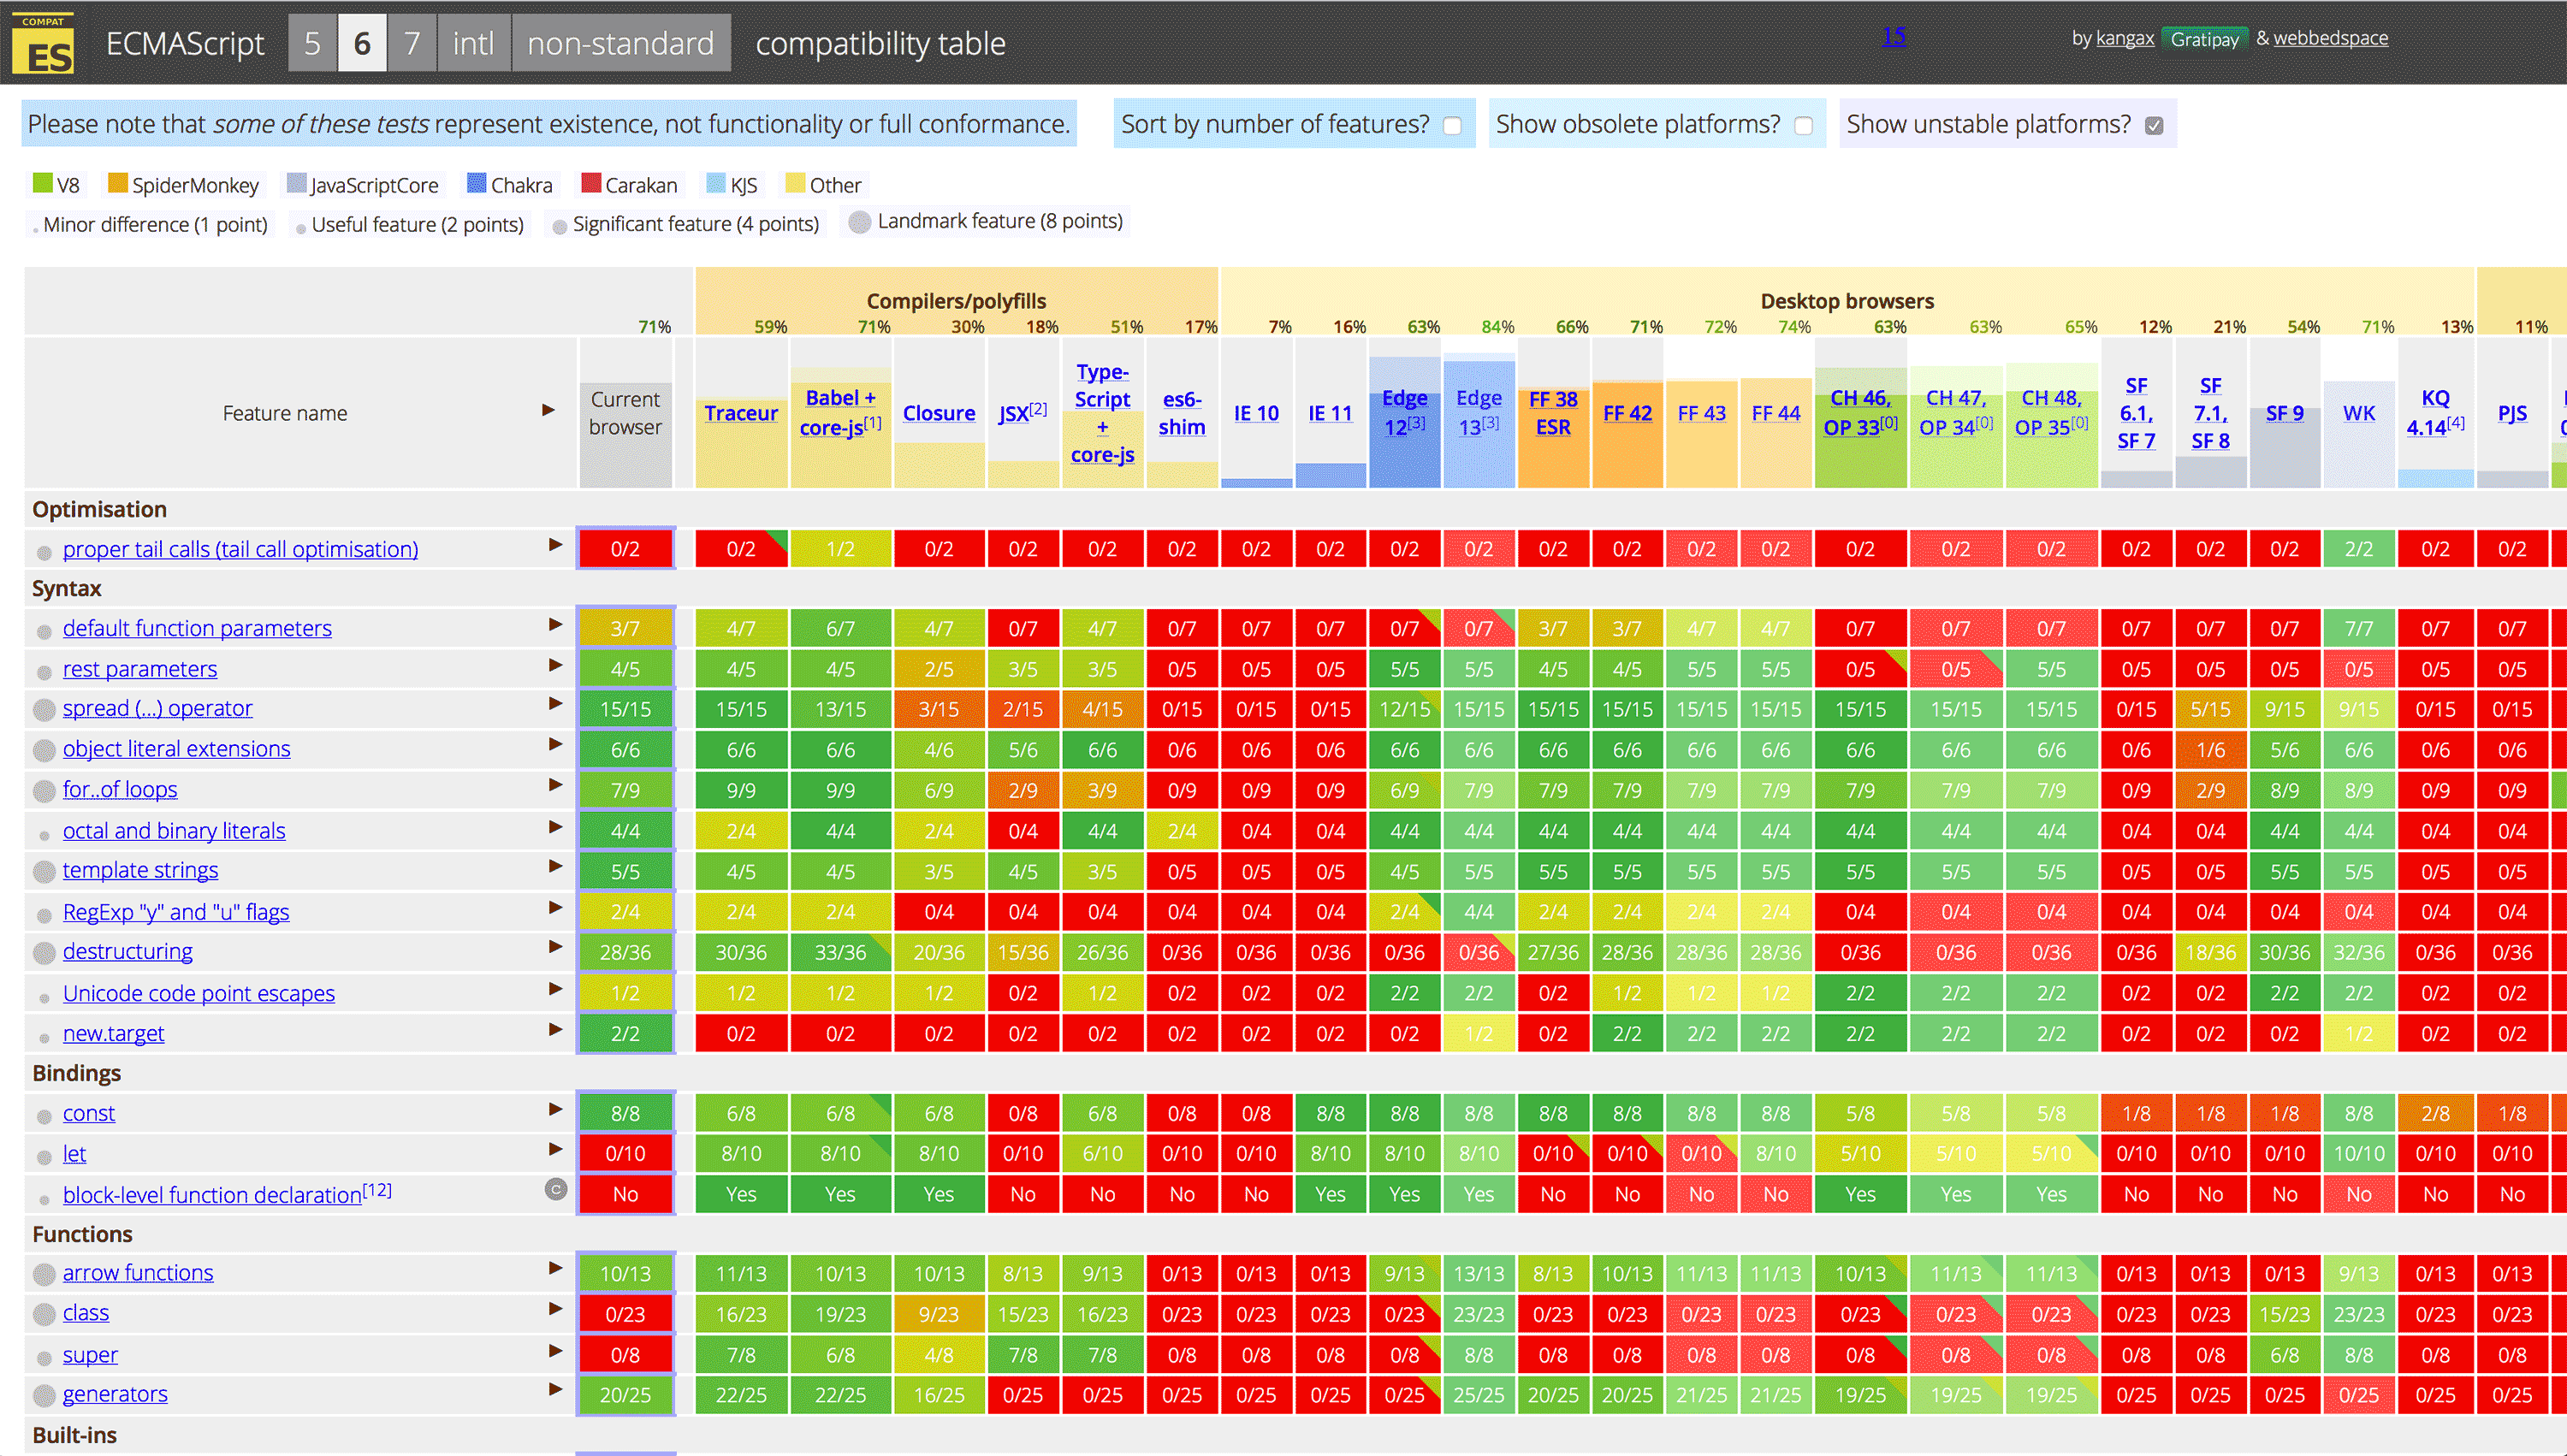 COMPAT
ES
ECMAScript 5 6 7 intl non-standard compatibility table 15 by kangax Gratipay & webbedspace
Please note that some of these tests represent existence, not functionality or full conformance. Sort by number of features? Show obsolete platforms? Show unstable platforms?
V8 SpiderMonkey JavaScriptCore Chakra Carakan KJS Other
Minor difference (1 point) Useful feature (2 points) Significant feature (4 points) Landmark feature (8 points)
Compilers/polyfills Desktop browsers
71% 59% 71% 30% 18% 51% 17% 7% 16% 63% 84% 66% 71% 72% 74% 63% 63% 65% 12% 21% 54% 71% 13% 11%
Feature name Current browser Traceur Babel + core-js[1] Closure JSX[2] Type-Script + core-js es6-shim IE 10 IE 11 Edge 12[3] Edge 13[3] FF 38 ESR FF 42 FF 43 FF 44 CH 46, OP 33[0] CH 47, OP 34[0] CH 48, OP 35[0] SF 6.1, SF 7 SF 7.1, SF 8 SF 9 WK KQ 4.14[4] PJS
Optimisation
proper tail calls (tail call optimisation) 0/2 0/2 1/2 0/2 0/2 0/2 0/2 0/2 0/2 0/2 0/2 0/2 0/2 0/2 0/2 0/2 0/2 0/2 0/2 0/2 0/2 2/2 0/2 0/2
Syntax
default function parameters 3/7 4/7 6/7 4/7 0/7 4/7 0/7 0/7 0/7 0/7 0/7 3/7 3/7 4/7 4/7 0/7 0/7 0/7 0/7 0/7 0/7 7/7 0/7 0/7
rest parameters 4/5 4/5 4/5 2/5 3/5 3/5 0/5 0/5 0/5 5/5 5/5 4/5 4/5 5/5 5/5 0/5 0/5 5/5 0/5 0/5 0/5 0/5 0/5 0/5
spread (...) operator 15/15 15/15 13/15 3/15 2/15 4/15 0/15 0/15 0/15 12/15 15/15 15/15 15/15 15/15 15/15 15/15 15/15 15/15 0/15 5/15 9/15 9/15 0/15 0/15
object literal extensions 6/6 6/6 6/6 4/6 5/6 6/6 0/6 0/6 0/6 6/6 6/6 6/6 6/6 6/6 6/6 6/6 6/6 6/6 0/6 1/6 5/6 6/6 0/6 0/6
for..of loops 7/9 9/9 9/9 6/9 2/9 3/9 0/9 0/9 0/9 6/9 7/9 7/9 7/9 7/9 7/9 7/9 7/9 7/9 0/9 2/9 8/9 8/9 0/9 0/9
octal and binary literals 4/4 2/4 4/4 2/4 0/4 4/4 2/4 0/4 0/4 4/4 4/4 4/4 4/4 4/4 4/4 4/4 4/4 4/4 0/4 0/4 4/4 4/4 0/4 0/4
template strings 5/5 4/5 4/5 3/5 4/5 3/5 0/5 0/5 0/5 4/5 5/5 5/5 5/5 5/5 5/5 5/5 5/5 5/5 0/5 0/5 5/5 5/5 0/5 0/5
RegExp "y" and "u" flags 2/4 2/4 2/4 0/4 0/4 0/4 0/4 0/4 0/4 2/4 4/4 2/4 2/4 2/4 2/4 0/4 0/4 0/4 0/4 0/4 0/4 0/4 0/4 0/4
destructuring 28/36 30/36 33/36 20/36 15/36 26/36 0/36 0/36 0/36 0/36 0/36 27/36 28/36 28/36 28/36 0/36 0/36 0/36 0/36 18/36 30/36 32/36 0/36 0/36
Unicode code point escapes 1/2 1/2 1/2 1/2 0/2 1/2 0/2 0/2 0/2 2/2 2/2 0/2 1/2 1/2 1/2 2/2 2/2 2/2 0/2 0/2 2/2 2/2 0/2 0/2
new.target 2/2 0/2 0/2 0/2 0/2 0/2 0/2 0/2 0/2 0/2 1/2 0/2 2/2 2/2 2/2 2/2 2/2 2/2 0/2 0/2 0/2 1/2 0/2 0/2
Bindings
const 8/8 6/8 6/8 6/8 0/8 6/8 0/8 0/8 8/8 8/8 8/8 8/8 8/8 8/8 8/8 5/8 5/8 5/8 1/8 1/8 1/8 8/8 2/8 1/8
let 0/10 8/10 8/10 8/10 0/10 6/10 0/10 0/10 8/10 8/10 8/10 0/10 0/10 0/10 8/10 5/10 5/10 5/10 0/10 0/10 0/10 10/10 0/10 0/10
block-level function declaration[12] c No Yes Yes Yes No No No No Yes Yes Yes No No No No Yes Yes Yes No No No No No No
Functions
arrow functions 10/13 11/13 10/13 10/13 8/13 9/13 0/13 0/13 0/13 9/13 13/13 8/13 10/13 11/13 11/13 10/13 11/13 11/13 0/13 0/13 0/13 9/13 0/13 0/13
class 0/23 16/23 19/23 9/23 15/23 16/23 0/23 0/23 0/23 0/23 23/23 0/23 0/23 0/23 0/23 0/23 0/23 0/23 0/23 0/23 15/23 23/23 0/23 0/23
super 0/8 7/8 6/8 4/8 7/8 7/8 0/8 0/8 0/8 0/8 8/8 0/8 0/8 0/8 0/8 0/8 0/8 0/8 0/8 0/8 6/8 8/8 0/8 0/8
generators 20/25 22/25 22/25 16/25 0/25 0/25 0/25 0/25 0/25 0/25 25/25 20/25 20/25 21/25 21/25 19/25 19/25 19/25 0/25 0/25 0/25 0/25 0/25 0/25
Built-ins